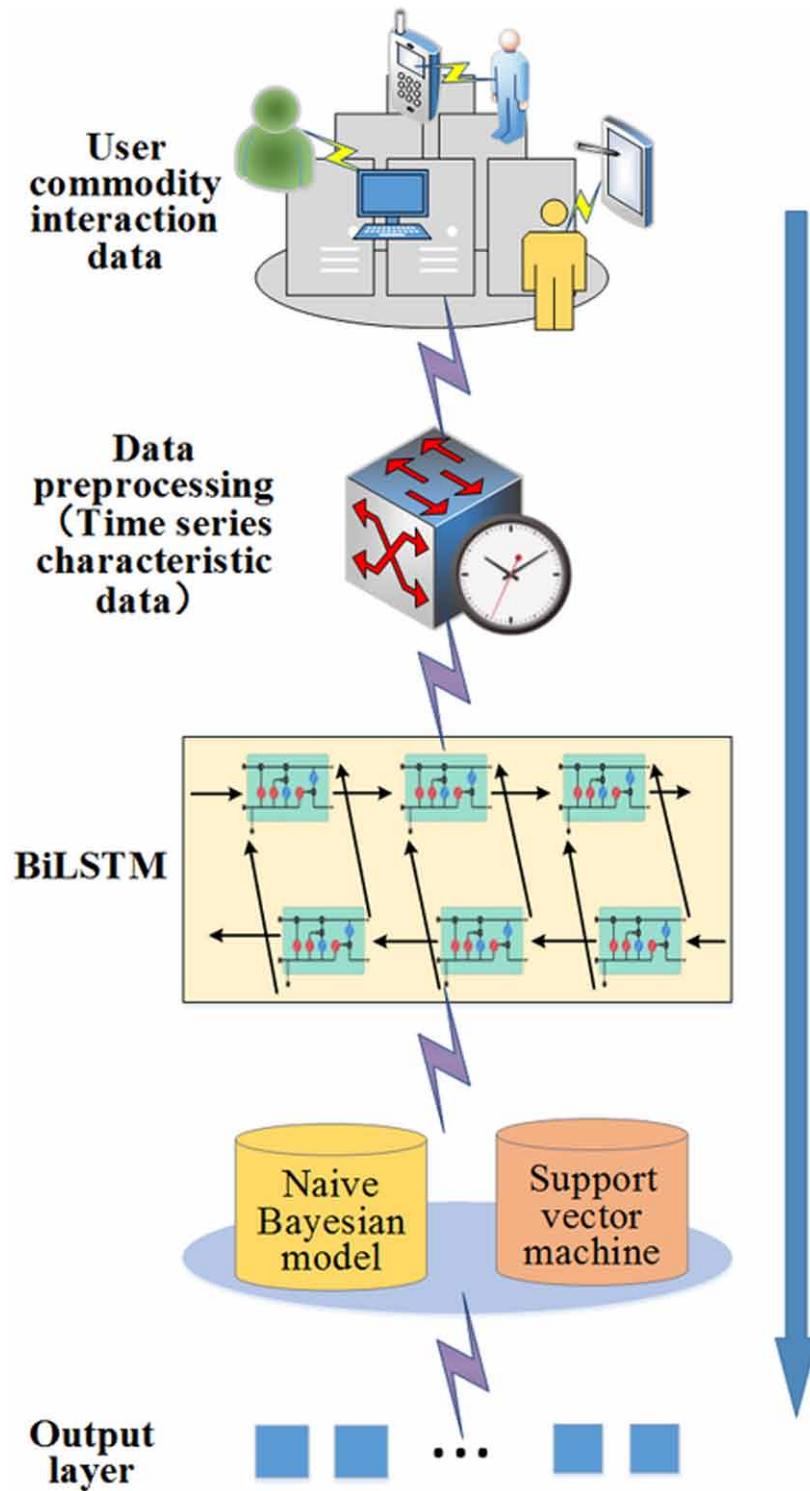 User
commodity
interaction
data
Data
preprocessing
（Time series
characteristic
data）
BiLSTM
Naive
Bayesian
model
Support
vector
machine
Output
layer
...